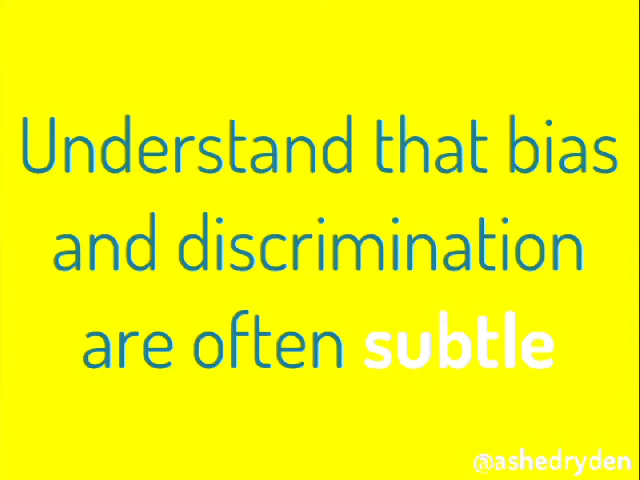 Understand that bias
and discrimination
are often subtle
@ashedryden